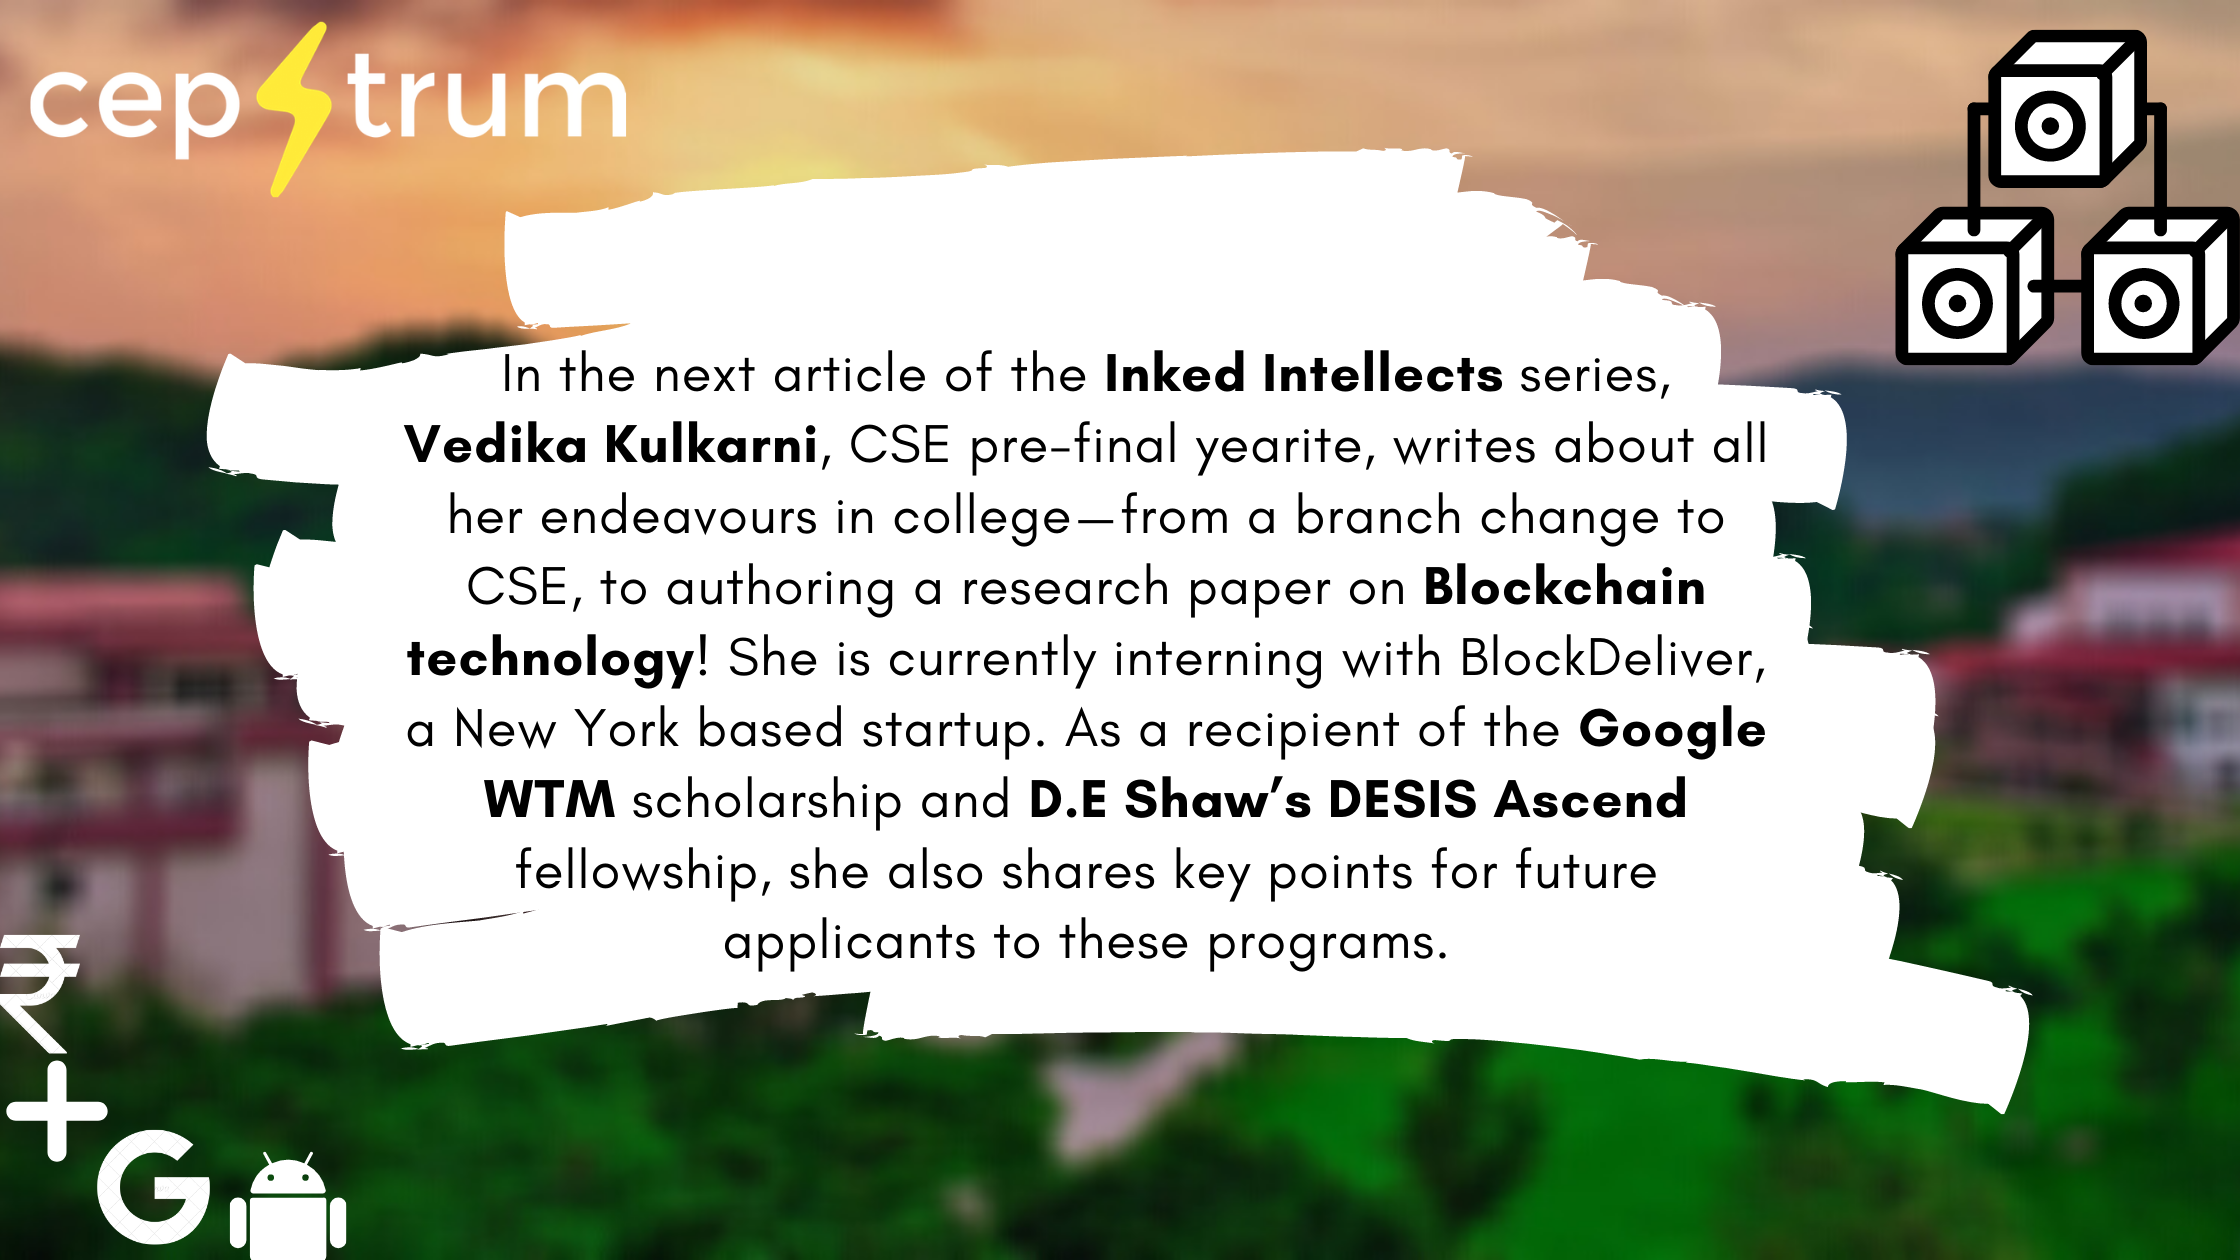 cepstrum
In the next article of the Inked Intellects series,
Vedika Kulkarni, CSE pre-final yearite, writes about all
her endeavours in college—from a branch change to
CSE, to authoring a research paper on Blockchain
technology! She is currently interning with BlockDeliver,
a New York based startup. As a recipient of the Google
WTM scholarship and D.E Shaw’s DESIS Ascend
fellowship, she also shares key points for future
applicants to these programs.
₹
+
G